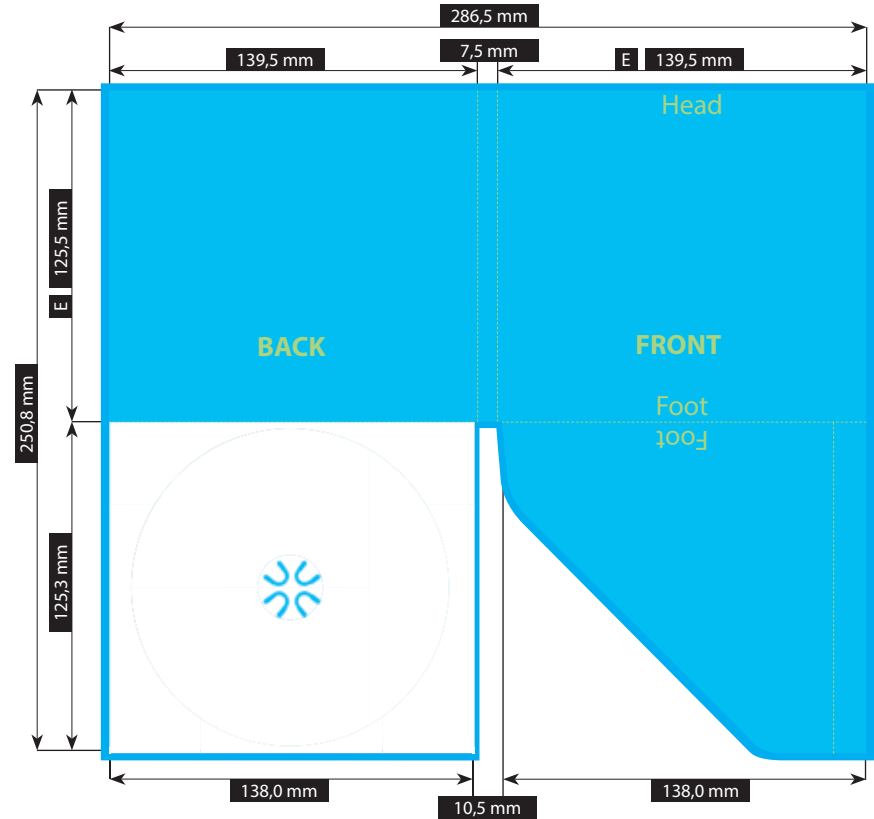 286,5 mm
7,5 mm
139,5 mm
E 139,5 mm
Head
125,5 mm
E
BACK
FRONT
250,8 mm
Foot
Foot
125,3 mm
138,0 mm
138,0 mm
10,5 mm